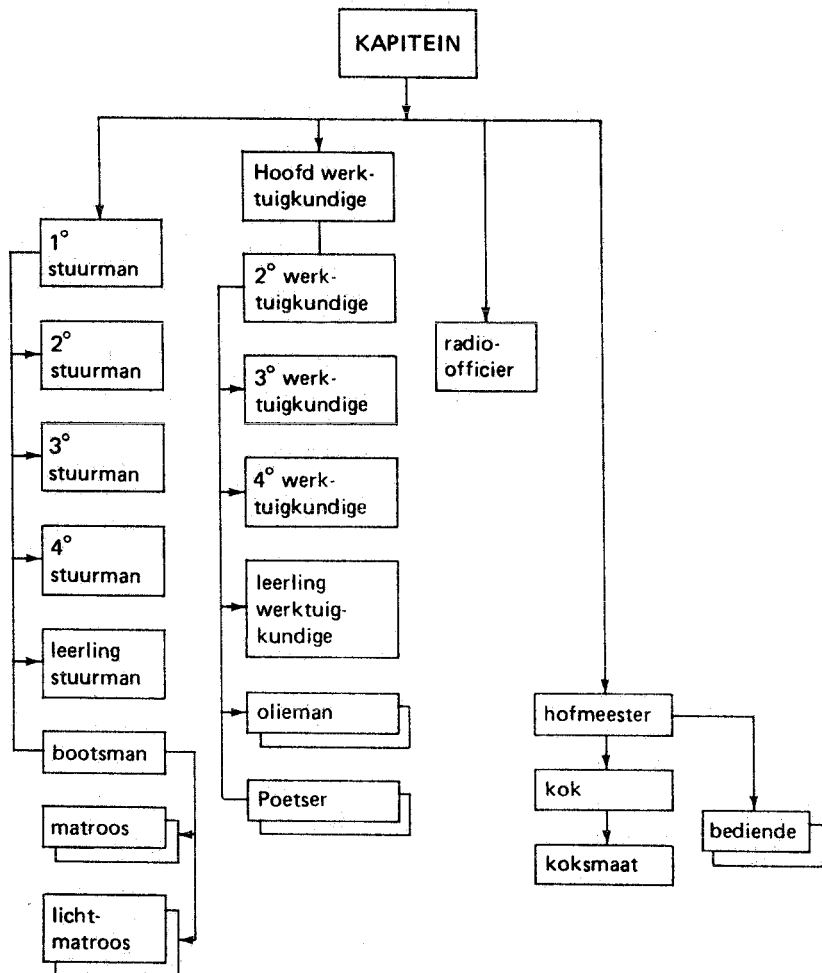 KAPITEIN
Hoofd werk-
tuigkundige
1° stuurman
2° werk-
tuigkundige
2° stuurman
3° werk-
tuigkundige
radio-
officier
3° stuurman
4° werk-
tuigkundige
4° stuurman
leerling
werktuig-
kundige
leerling
stuurman
olieman
hofmeester
bootsman
Poetser
kok
matroos
bediende
koksmaat
licht-
matroos